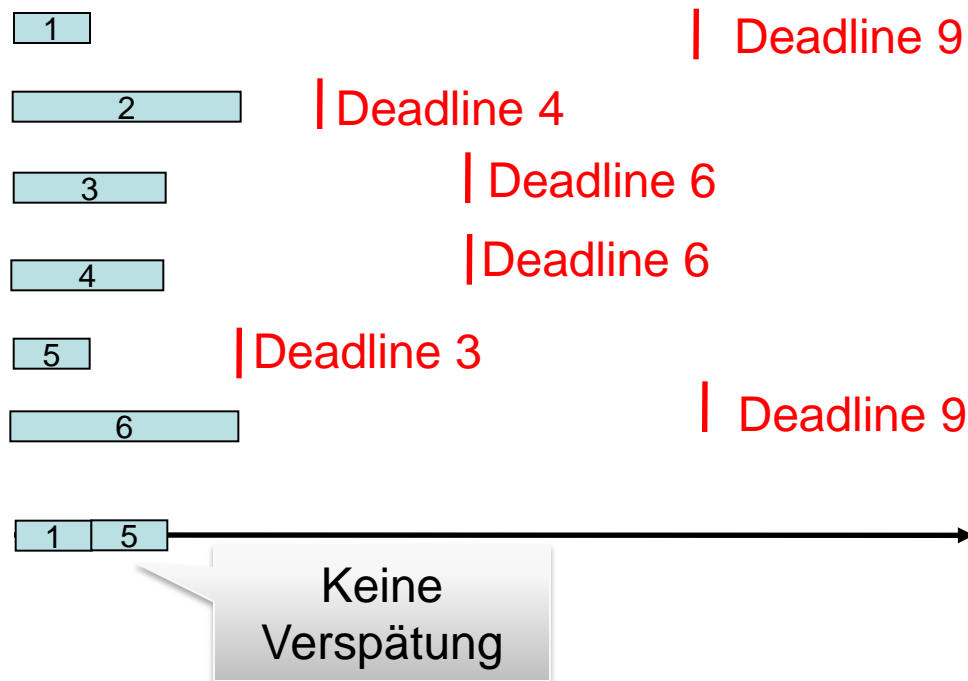 1 Deadline 9
2 Deadline 4
3 Deadline 6
4 Deadline 6
5 Deadline 3
6 Deadline 9
1 5
Keine
Verspätung